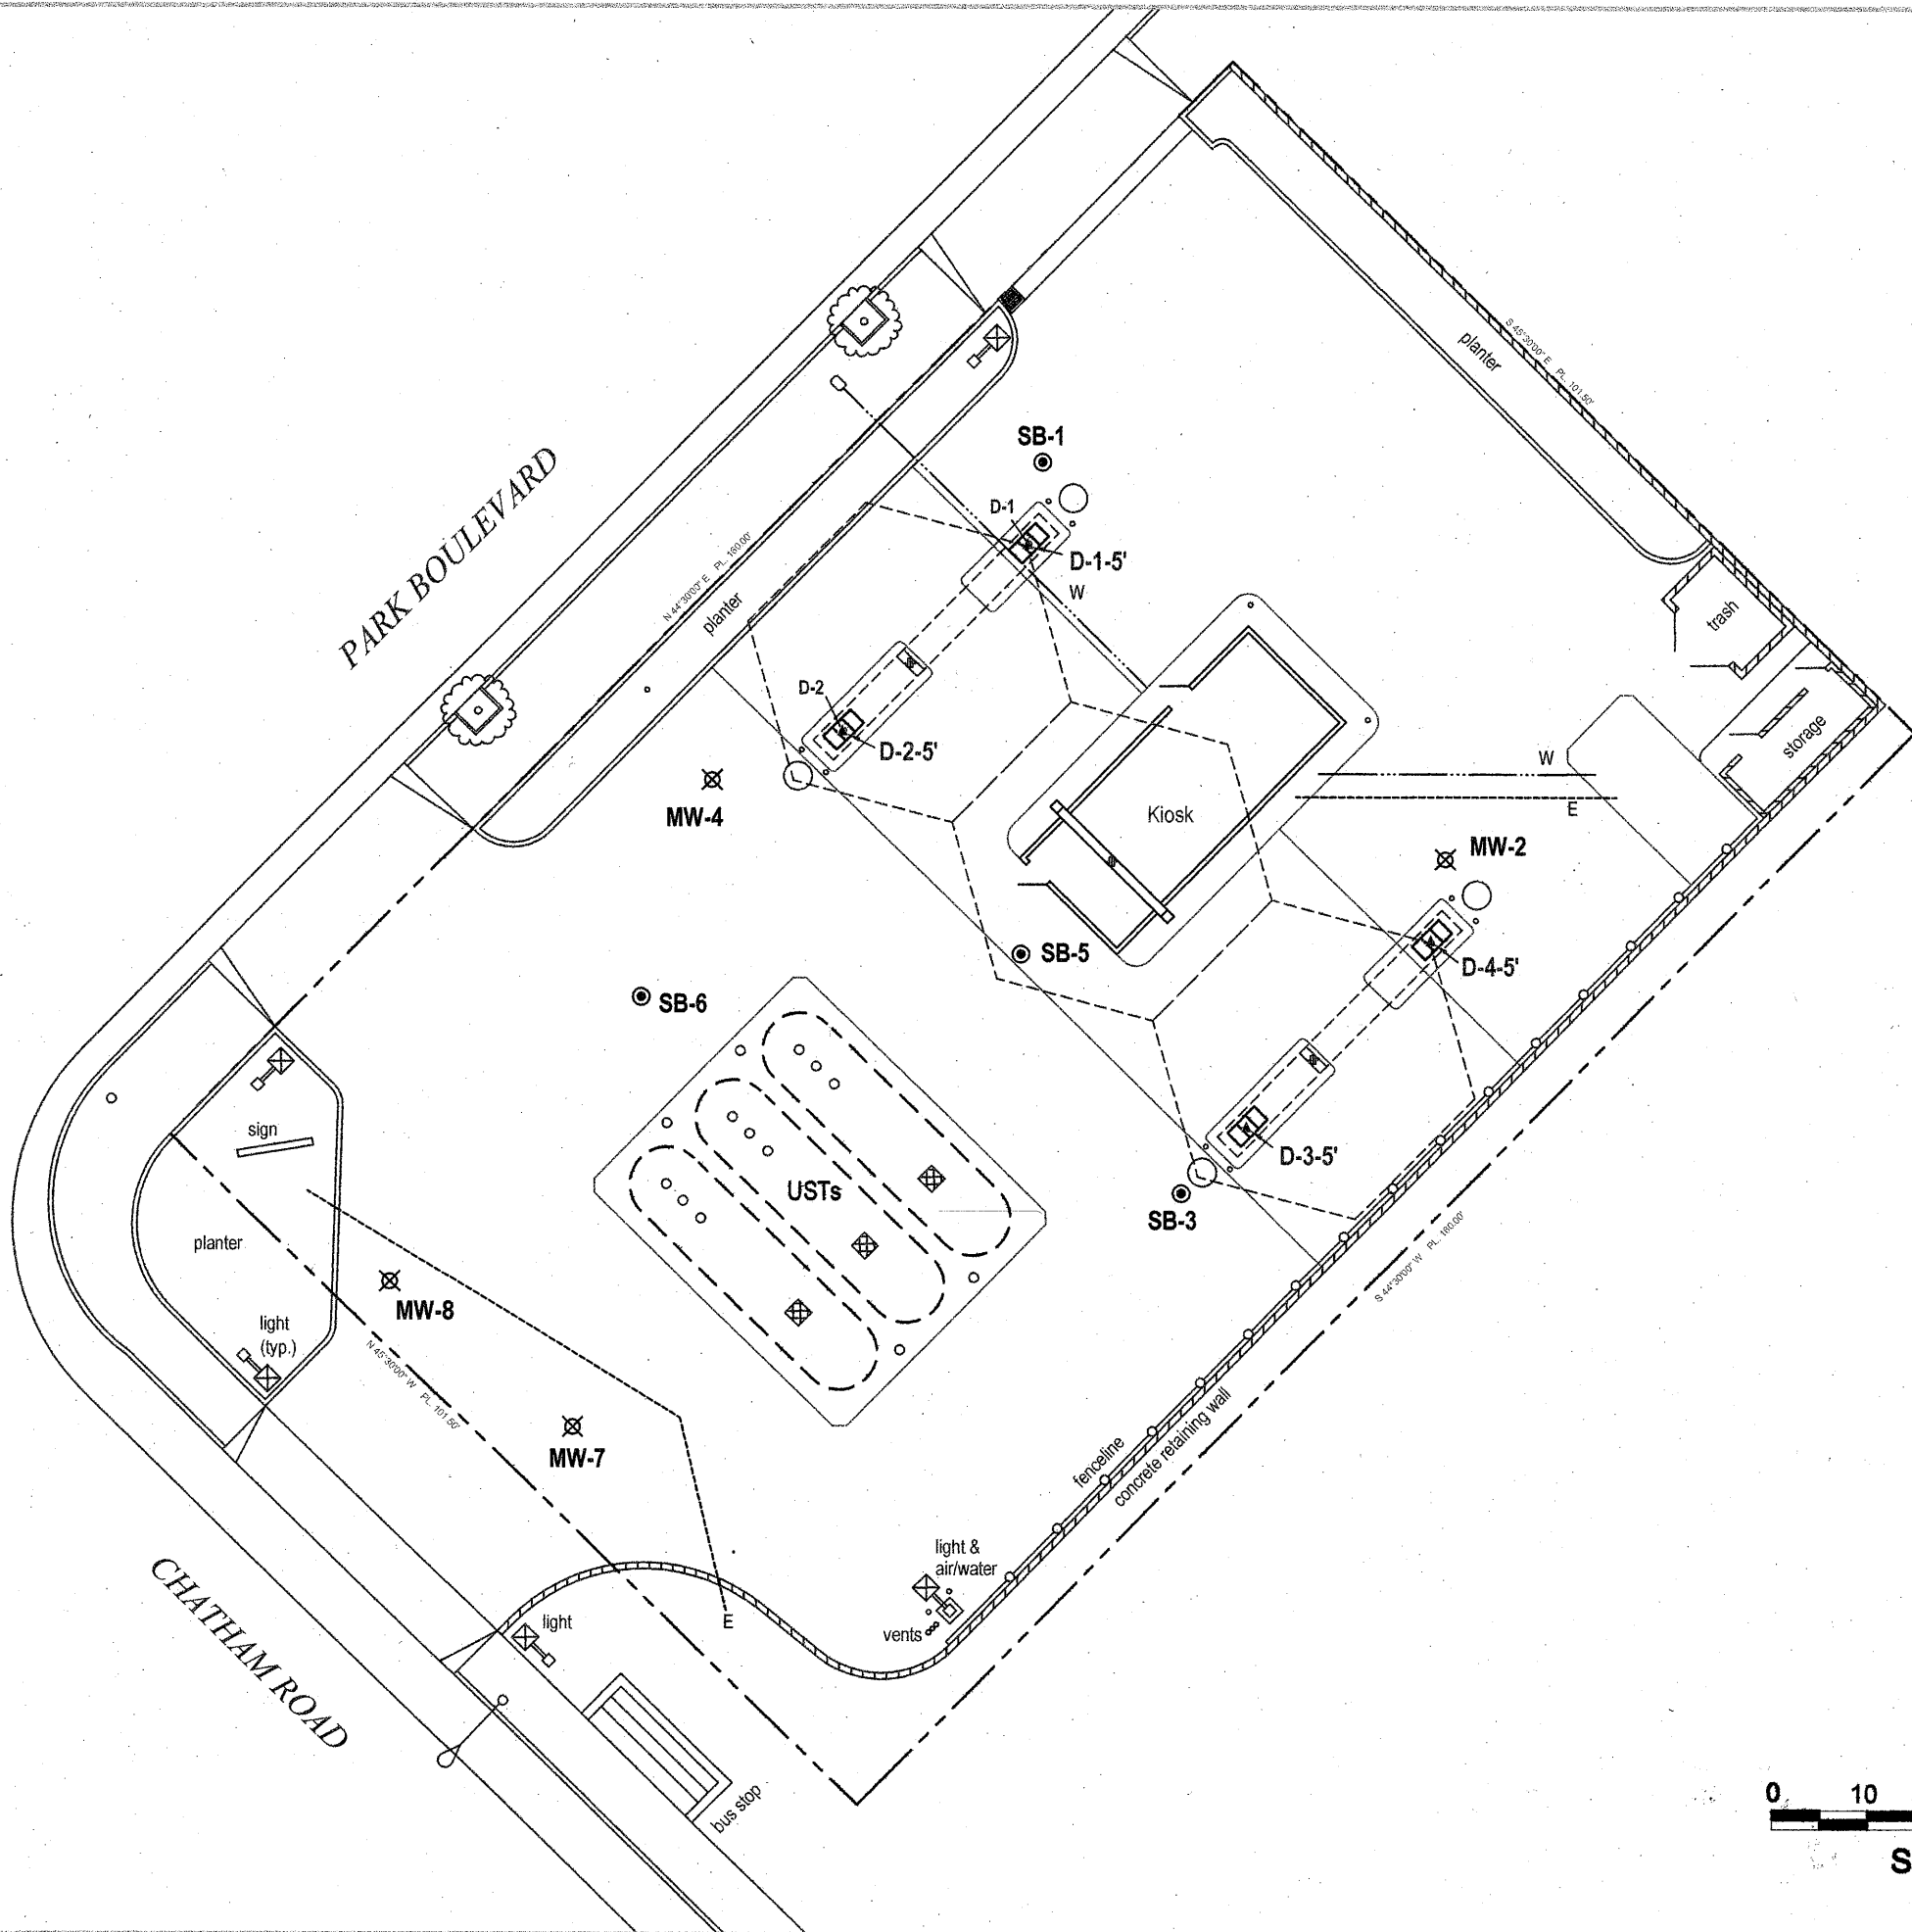 S 45°30'00" E PL. 101.50'
planter
SB-1
D-1
D-1-5'
W
PARK BOULEVARD
N 44°30'00" E PL. 160.00'
planter
trash
storage
D-2
D-2-5'
MW-4
Kiosk
W
E
MW-2
SB-5
D-4-5'
SB-6
sign
USTs
D-3-5'
SB-3
planter
S 44°30'00" W PL. 160.00'
MW-8
light
(typ.)
N 45°30'00" W PL. 101.50'
MW-7
fenceline
concrete retaining wall
light &
air/water
CHATHAM ROAD
light
E
vents
bus stop
0 10
S